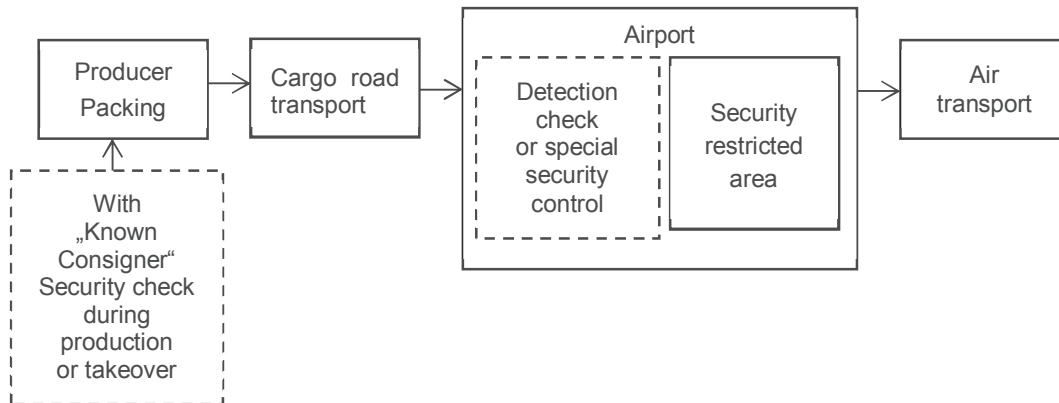 Producer
Packing
With
„Known
Consigner“
Security check
during
production
or takeover
Cargo road
transport
Airport
Detection
check
or special
security
control
Security
restricted
area
Air
transport